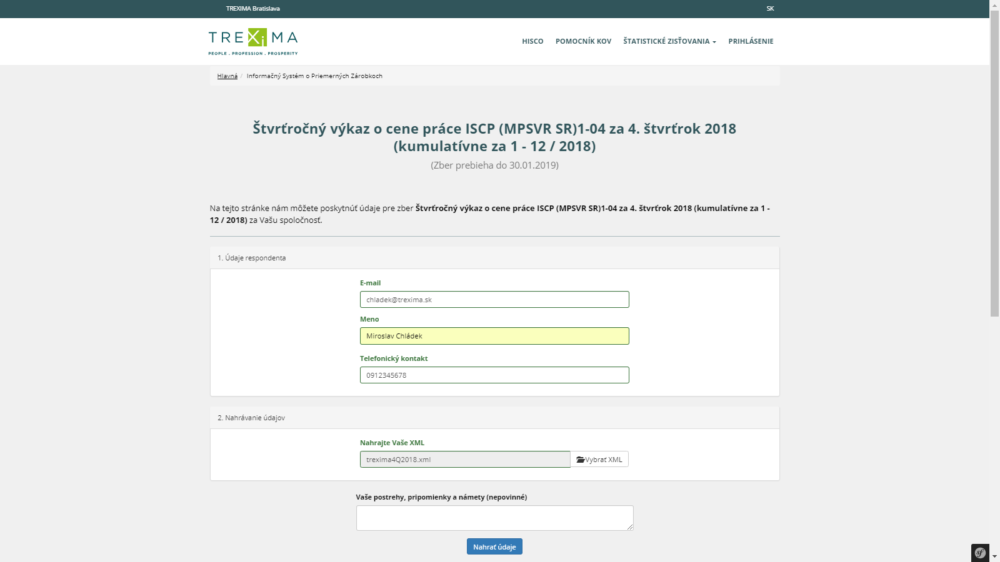 TREXIMA Bratislava
SK
TREXiMA
PEOPLE . PROFESSION . PROSPERITY
HISCO POMOCNÍK KOV ŠTATISTICKÉ ZISŤOVANIA PRIHLÁSENIE
Hlavná / Informačný Systém o Priemerných Zárobkoch
Štvrťročný výkaz o cene práce ISCP (MPSVR SR)1-04 za 4. štvrťrok 2018
(kumulatívne za 1 - 12 / 2018)
(Zber prebieha do 30.01.2019)
Na tejto stránke nám môžete poskytnúť údaje pre zber Štvrťročný výkaz o cene práce ISCP (MPSVR SR)1-04 za 4. štvrťrok 2018 (kumulatívne za 1 -
12 / 2018) za Vašu spoločnosť.
1. Údaje respondenta
E-mail
chladek@trexima.sk
Meno
Miroslav Chládek
Telefonický kontakt
0912345678
2. Nahrávanie údajov
Nahrajte Vaše XML
trexima4Q2018.xml
Vybrať XML
Vaše postrehy, pripomienky a námety (nepovinné)
Nahrať údaje
sf